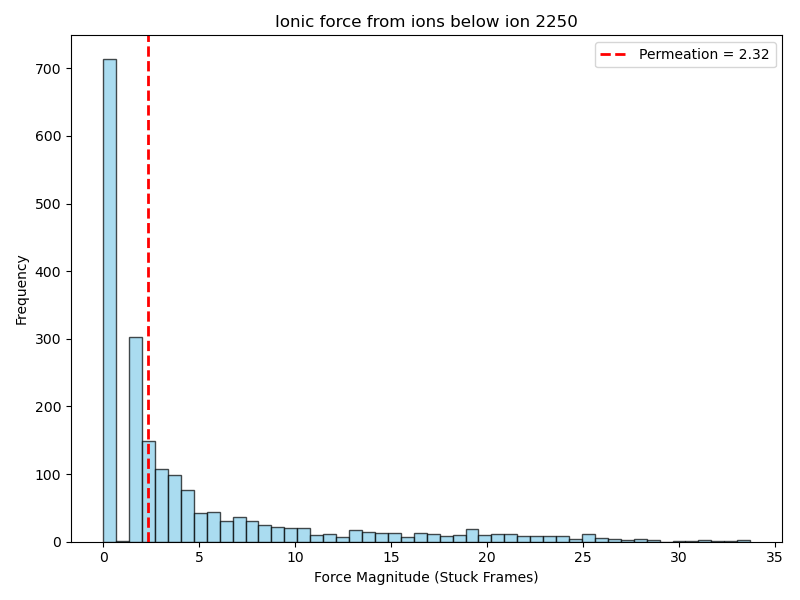 Ionic force from ions below ion 2250
Permeation = 2.32
Frequency
700
600
500
400
300
200
100
0
0 5 10 15 20 25 30 35
Force Magnitude (Stuck Frames)